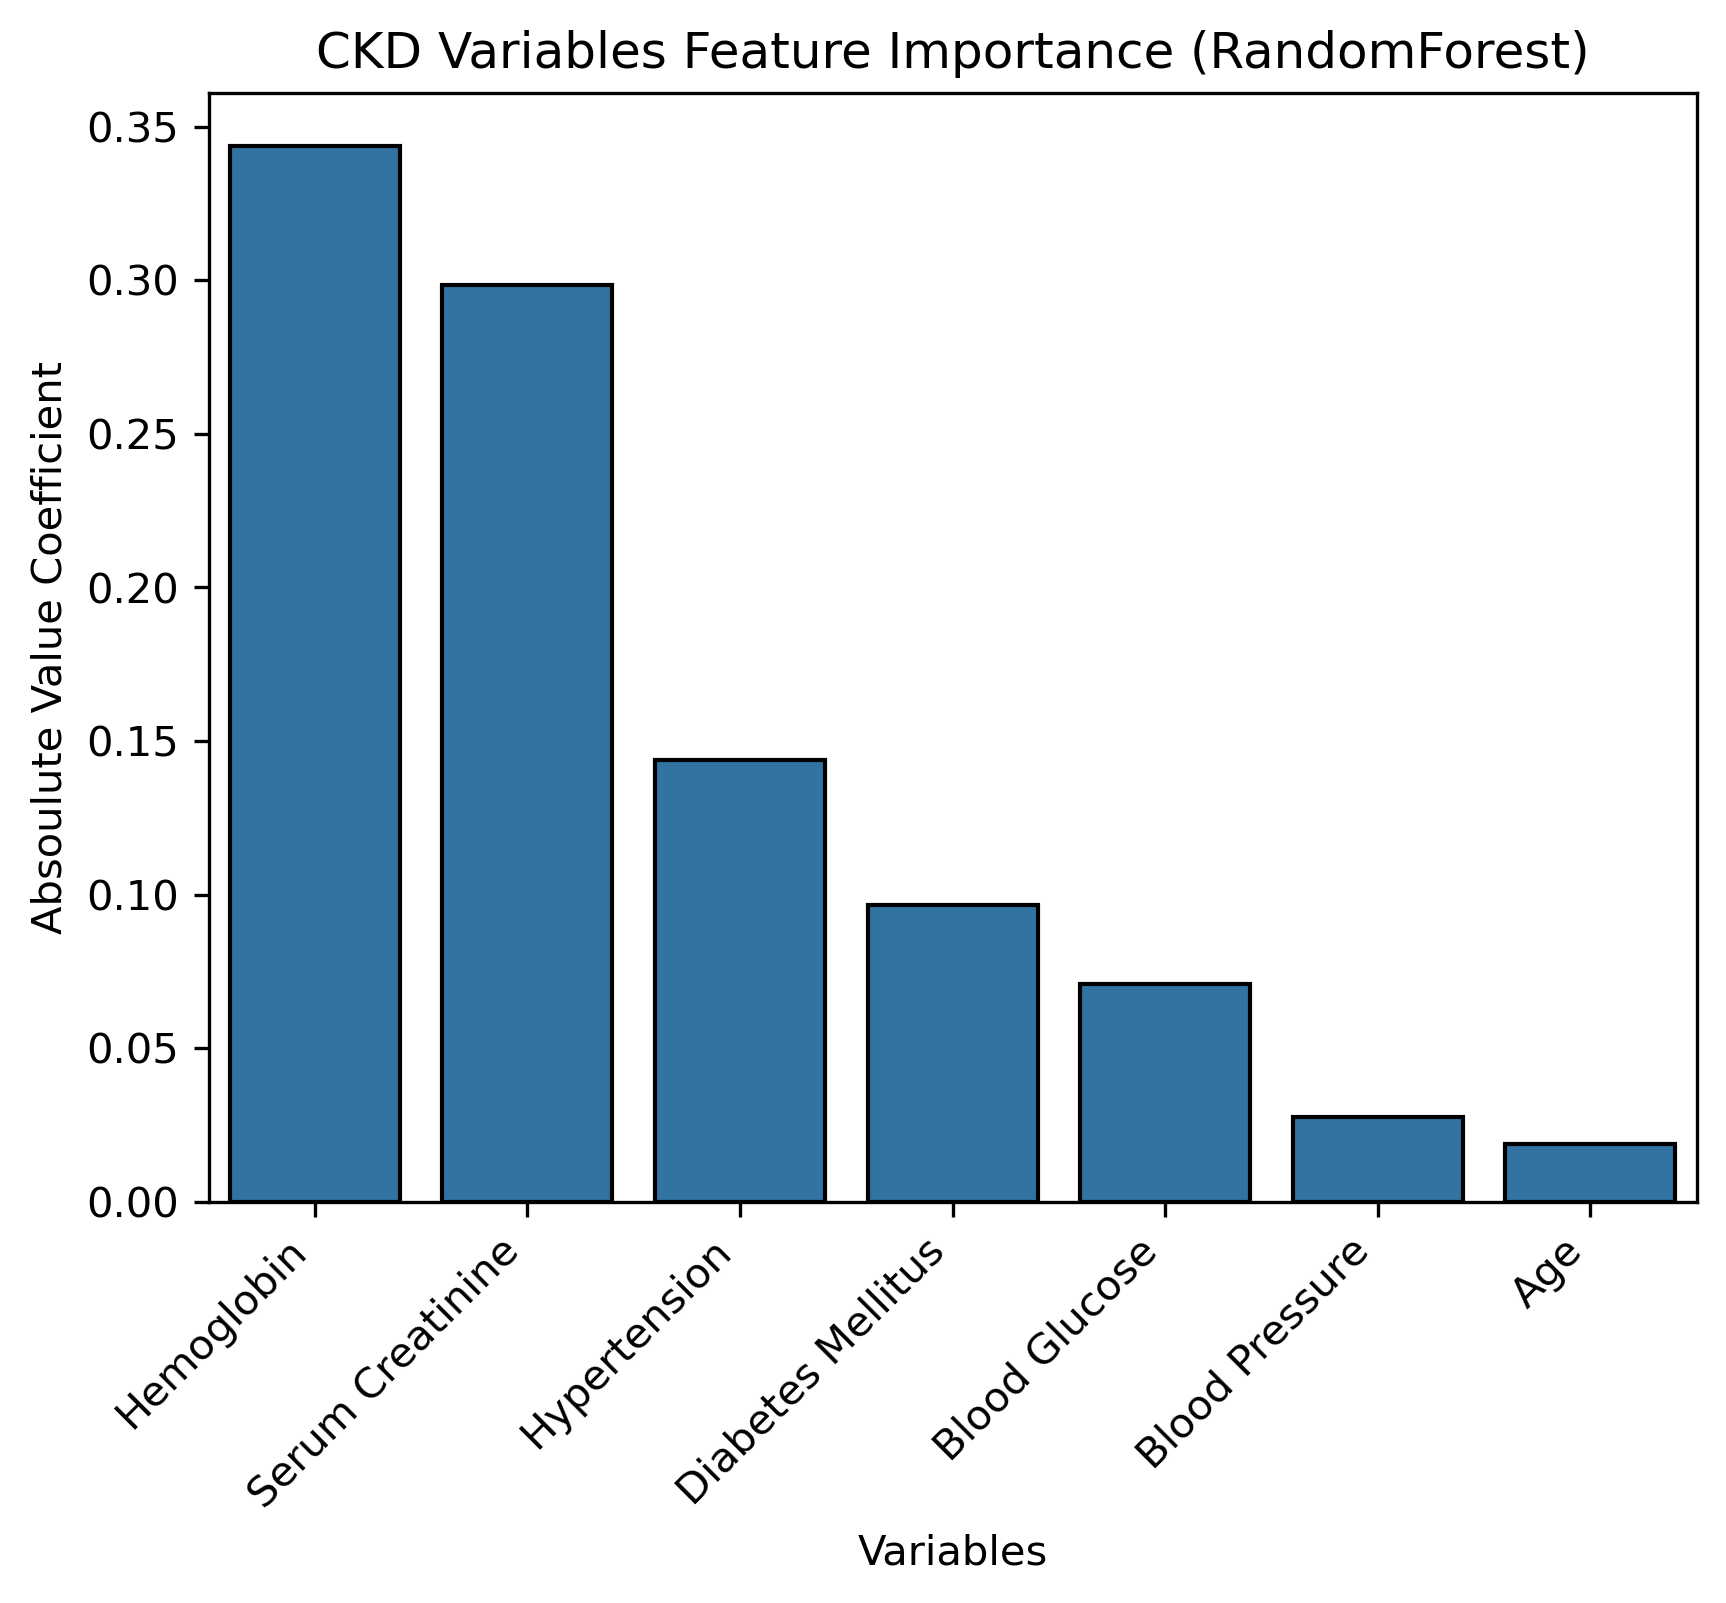 CKD Variables Feature Importance (RandomForest)
Absoulute Value Coefficient
0.35
0.30
0.25
0.20
0.15
0.10
0.05
0.00
Hemoglobin
Serum Creatinine
Hypertension
Diabetes Mellitus
Blood Glucose
Blood Pressure
Age
Variables